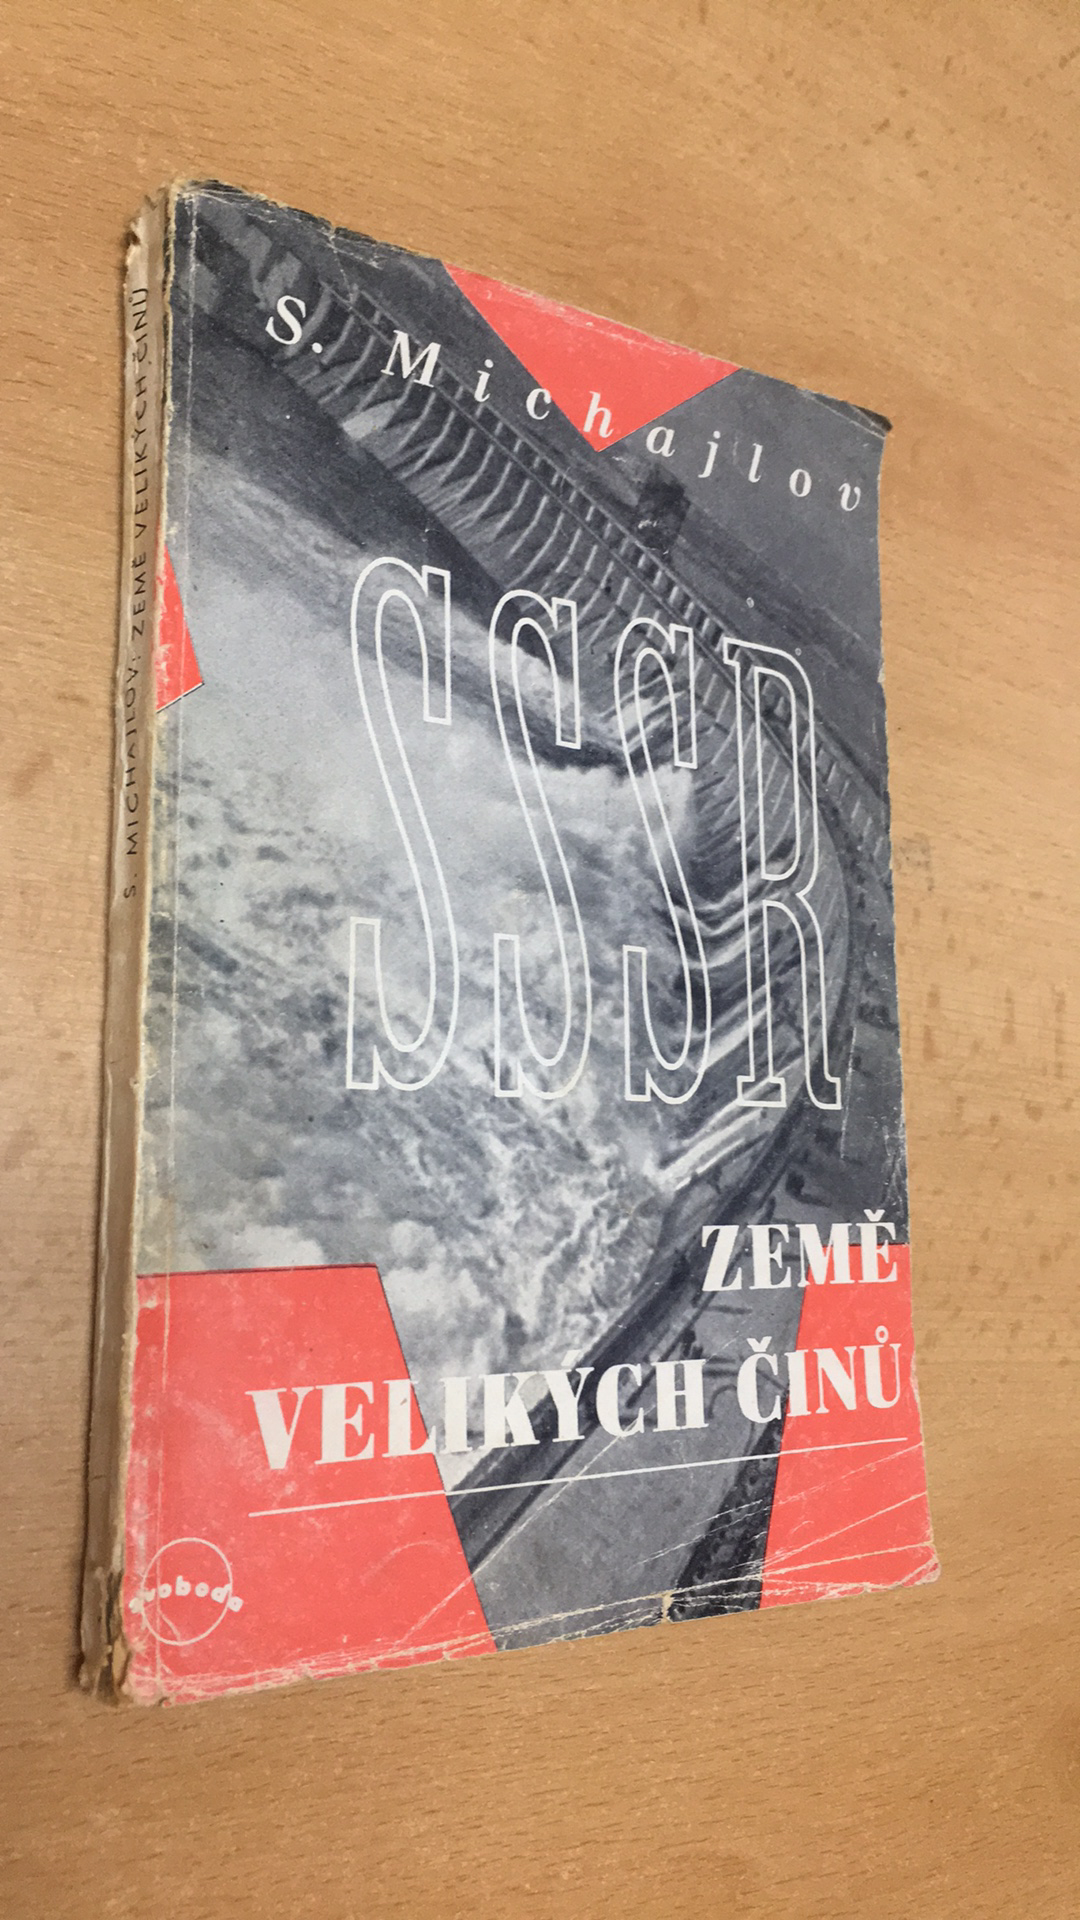 S. Michajlov
SSSR
ZEMĚ
VELIKÝCH ČINŮ
svoboda
S. MICHAJLOV: ZEMĚ VELIKÝCH ČINŮ